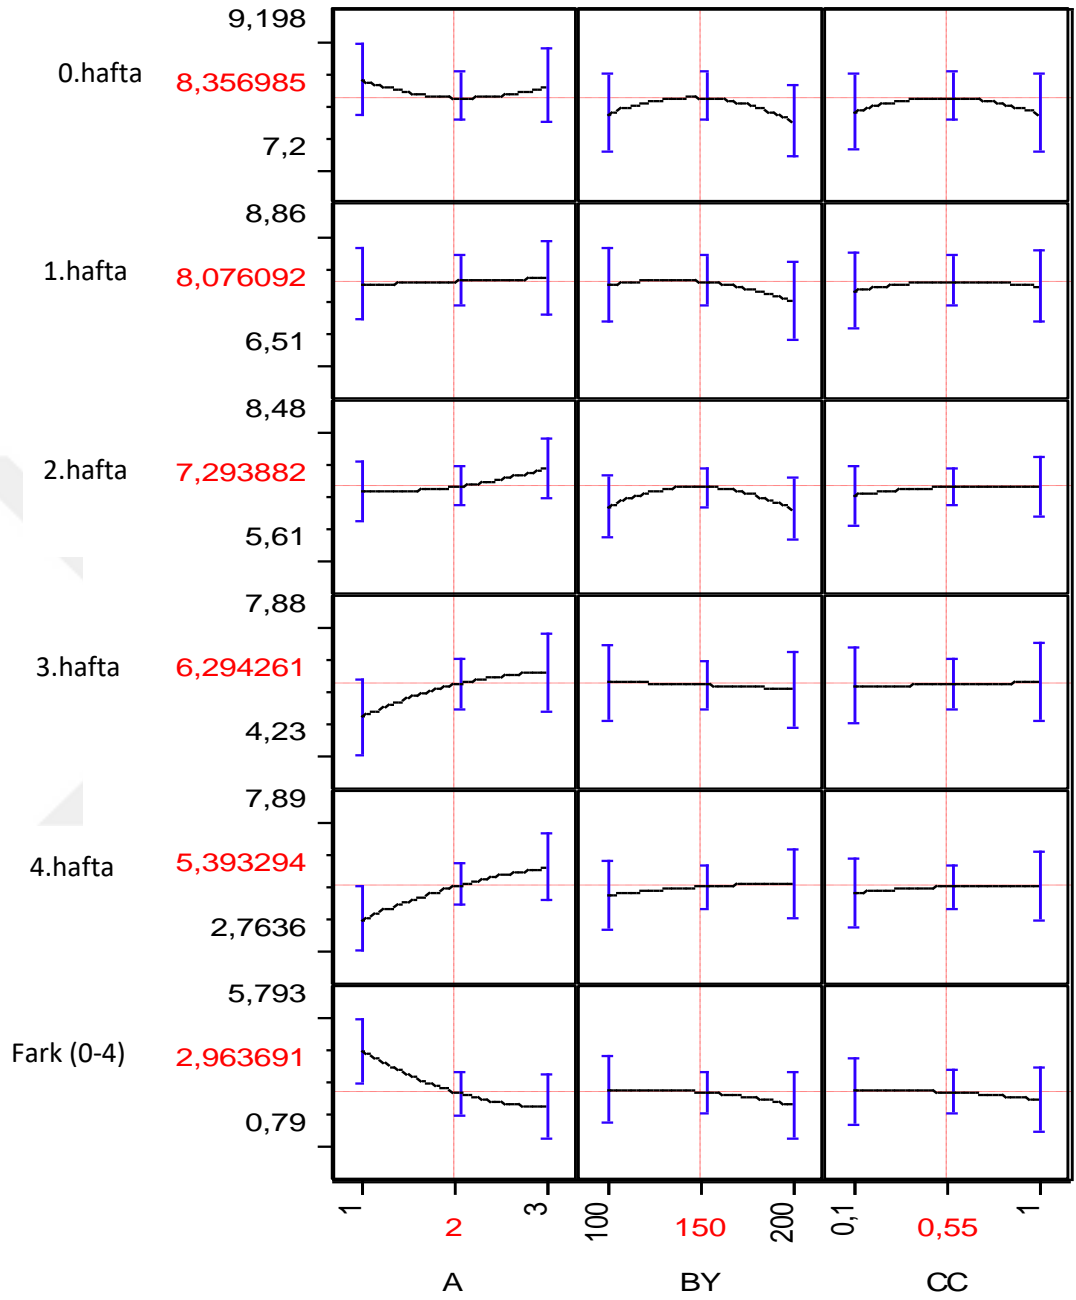 9,198
0.hafta
8,356985
7,2
8,86
1.hafta
8,076092
6,51
8,48
2.hafta
7,293882
5,61
7,88
3.hafta
6,294261
4,23
7,89
4.hafta
5,393294
2,7636
5,793
Fark (0-4)
2,963691
0,79
1 2 3 100 150 200 0,1 0,55 1
A BY CC